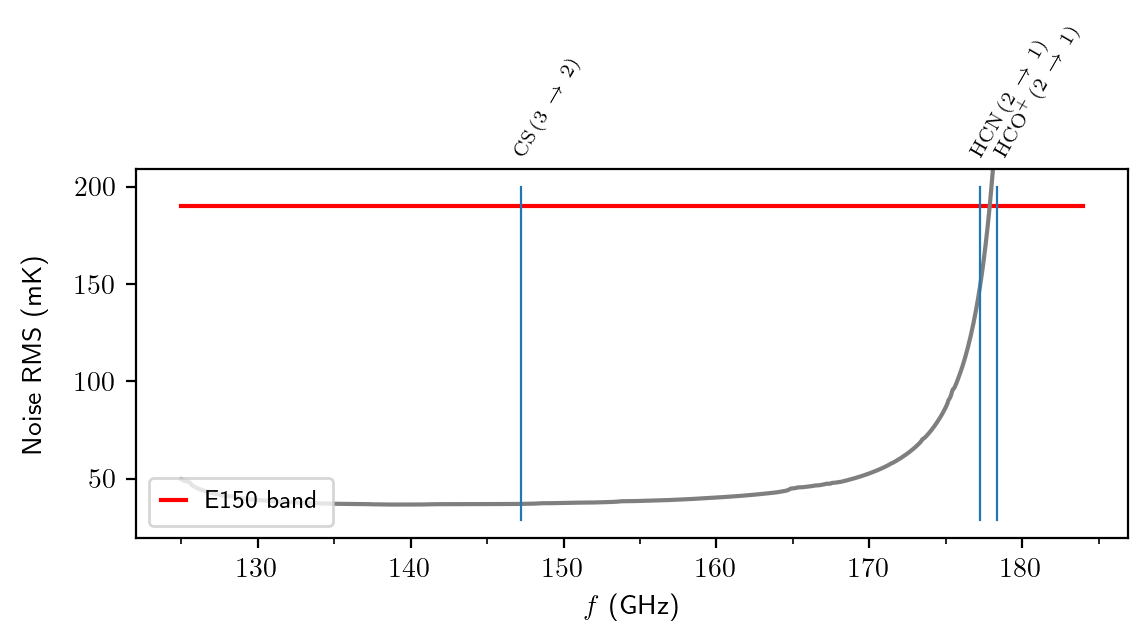 CS (3 → 2)
HCN (2 → 1)
HCO⁺ (2 → 1)
200
150
100
50
Noise RMS (mK)
E150 band
130 140 150 160 170 180
f (GHz)